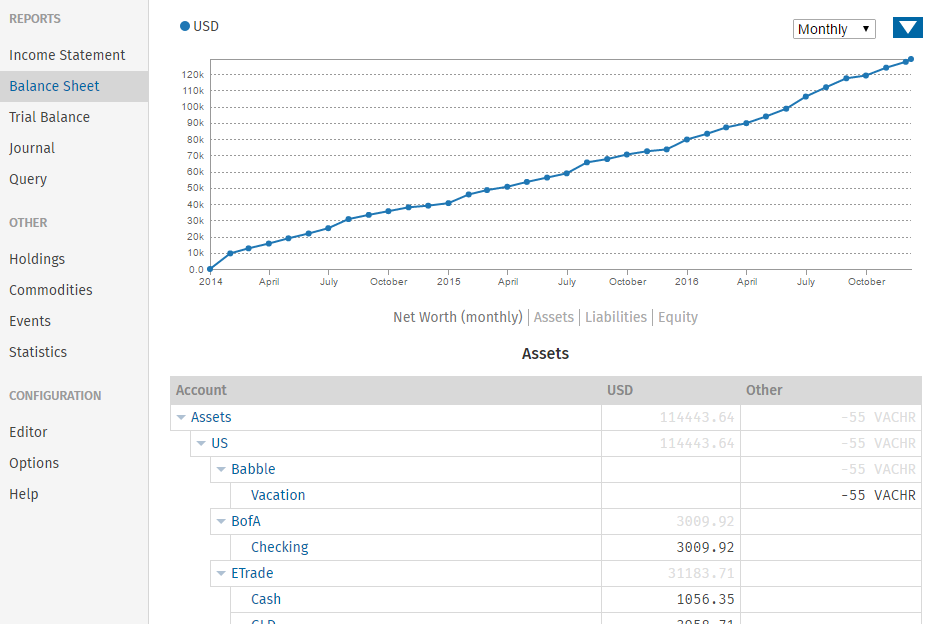 REPORTS
Income Statement
Balance Sheet
Trial Balance
Journal
Query
OTHER
Holdings
Commodities
Events
Statistics
CONFIGURATION
Editor
Options
Help
USD
Monthly
120k
110k
100k
90k
80k
70k
60k
50k
40k
30k
20k
10k
0.0
2014 April July October 2015 April July October 2016 April July October
Net Worth (monthly) | Assets | Liabilities | Equity
Assets
Account USD Other
Assets 114443.64 -55 VACHR
US 114443.64 -55 VACHR
Babble -55 VACHR
Vacation -55 VACHR
BofA 3009.92
Checking 3009.92
ETrade 31183.71
Cash 1056.35